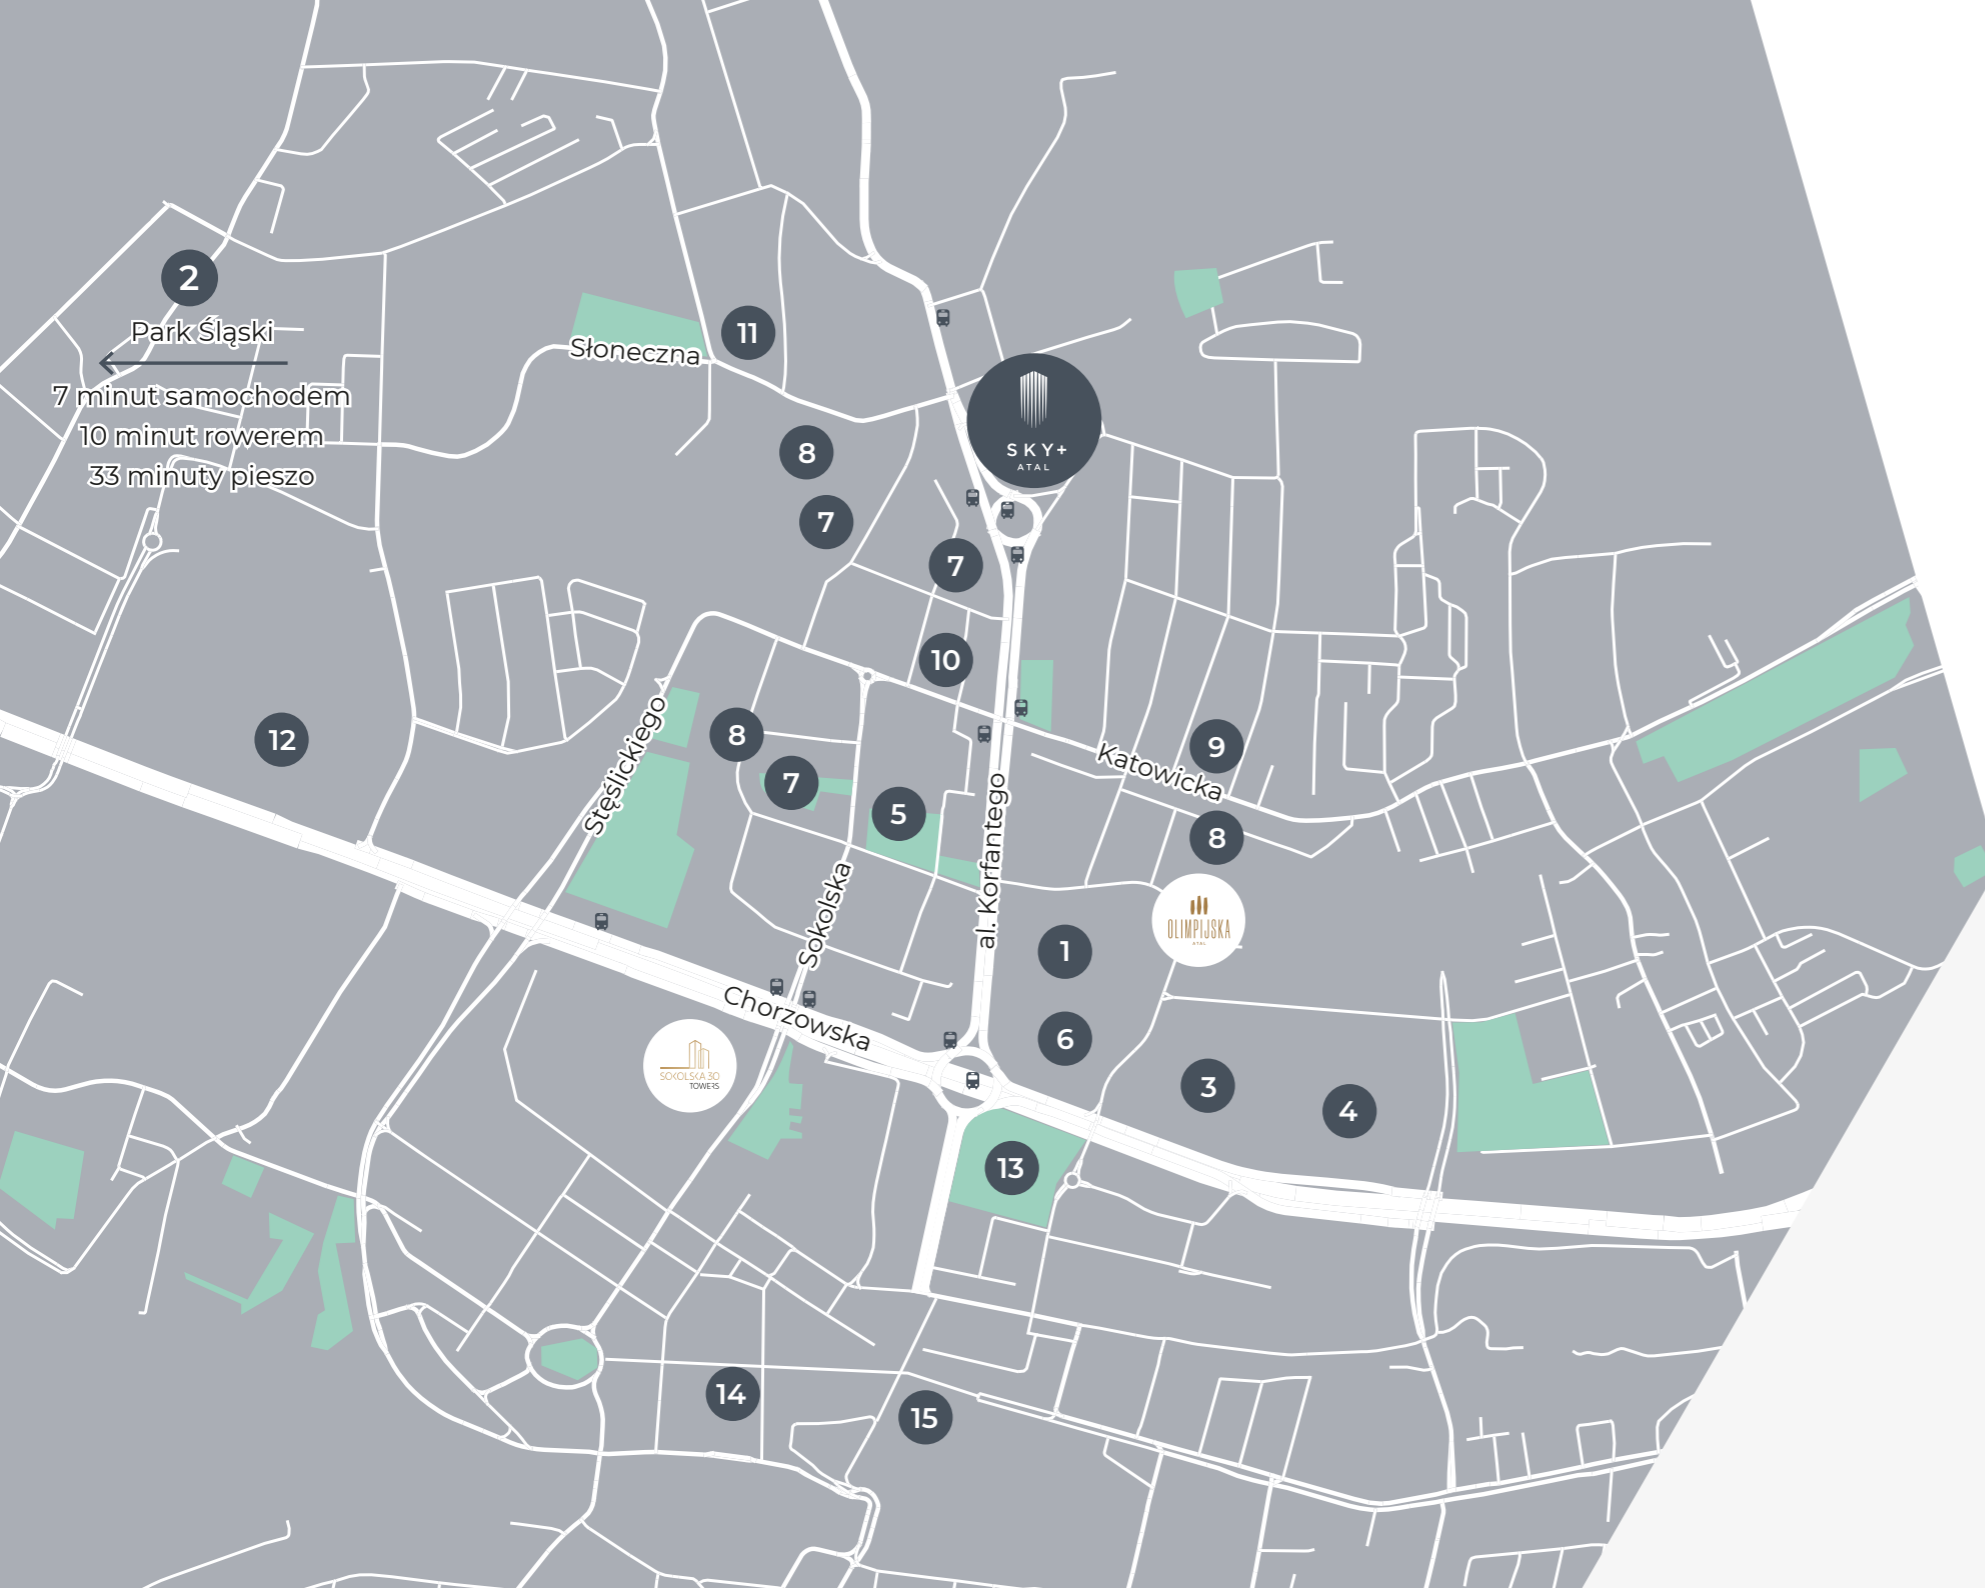 2
Park Śląski
7 minut samochodem
10 minut rowerem
33 minuty pieszo
Słoneczna
11
SKY+
ATAL
8
7
7
10
12
Stęślickiego
8
7
5
Katowicka
9
8
al. Korfantego
Sokolska
OLIMPIJSKA
ATAL
1
Chorzowska
SOKOLSKA 30
TOWERS
6
3
4
13
14
15